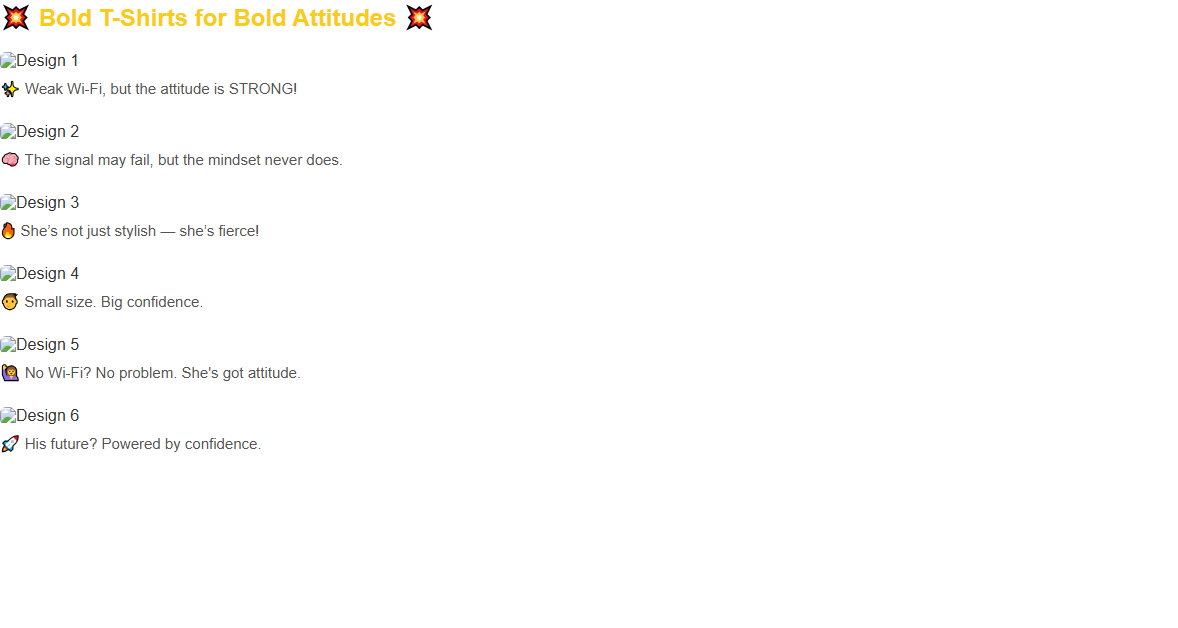 💥 Bold T-Shirts for Bold Attitudes 💥
Design 1
✨ Weak Wi-Fi, but the attitude is STRONG!
Design 2
🧠 The signal may fail, but the mindset never does.
Design 3
🔥 She’s not just stylish — she’s fierce!
Design 4
👦 Small size. Big confidence.
Design 5
🙋‍♀️ No Wi-Fi? No problem. She's got attitude.
Design 6
🚀 His future? Powered by confidence.